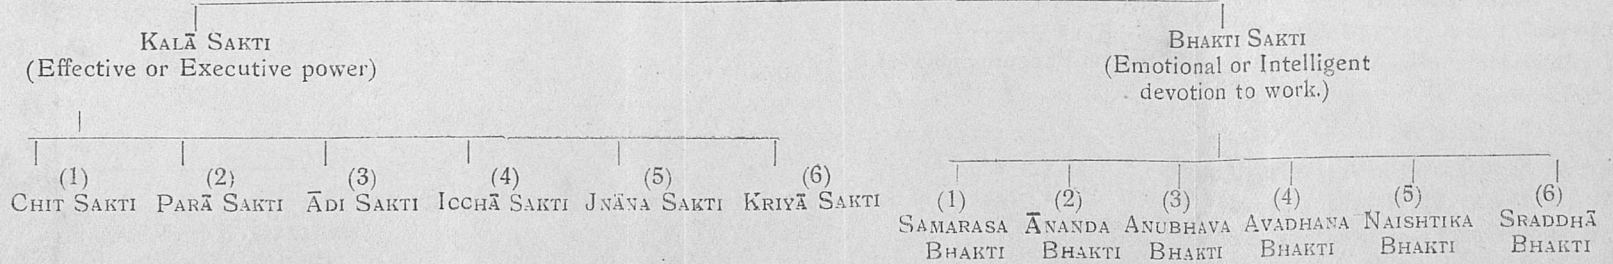 KALĀ SAKTI
(Effective or Executive power)
BHAKTI SAKTI
(Emotional or Intelligent
devotion to work.)
(1) (2) (3) (4) (5) (6)
CHIT SAKTI PARĀ SAKTI ĀDI SAKTI ICCHĀ SAKTI JNĀNA SAKTI KRIYĀ SAKTI
(1) (2) (3) (4) (5) (6)
SAMARASA ĀNANDA ANUBHAVA AVADHANA NAISHTIKA SRADDHĀ
BHAKTI BHAKTI BHAKTI BHAKTI BHAKTI BHAKTI